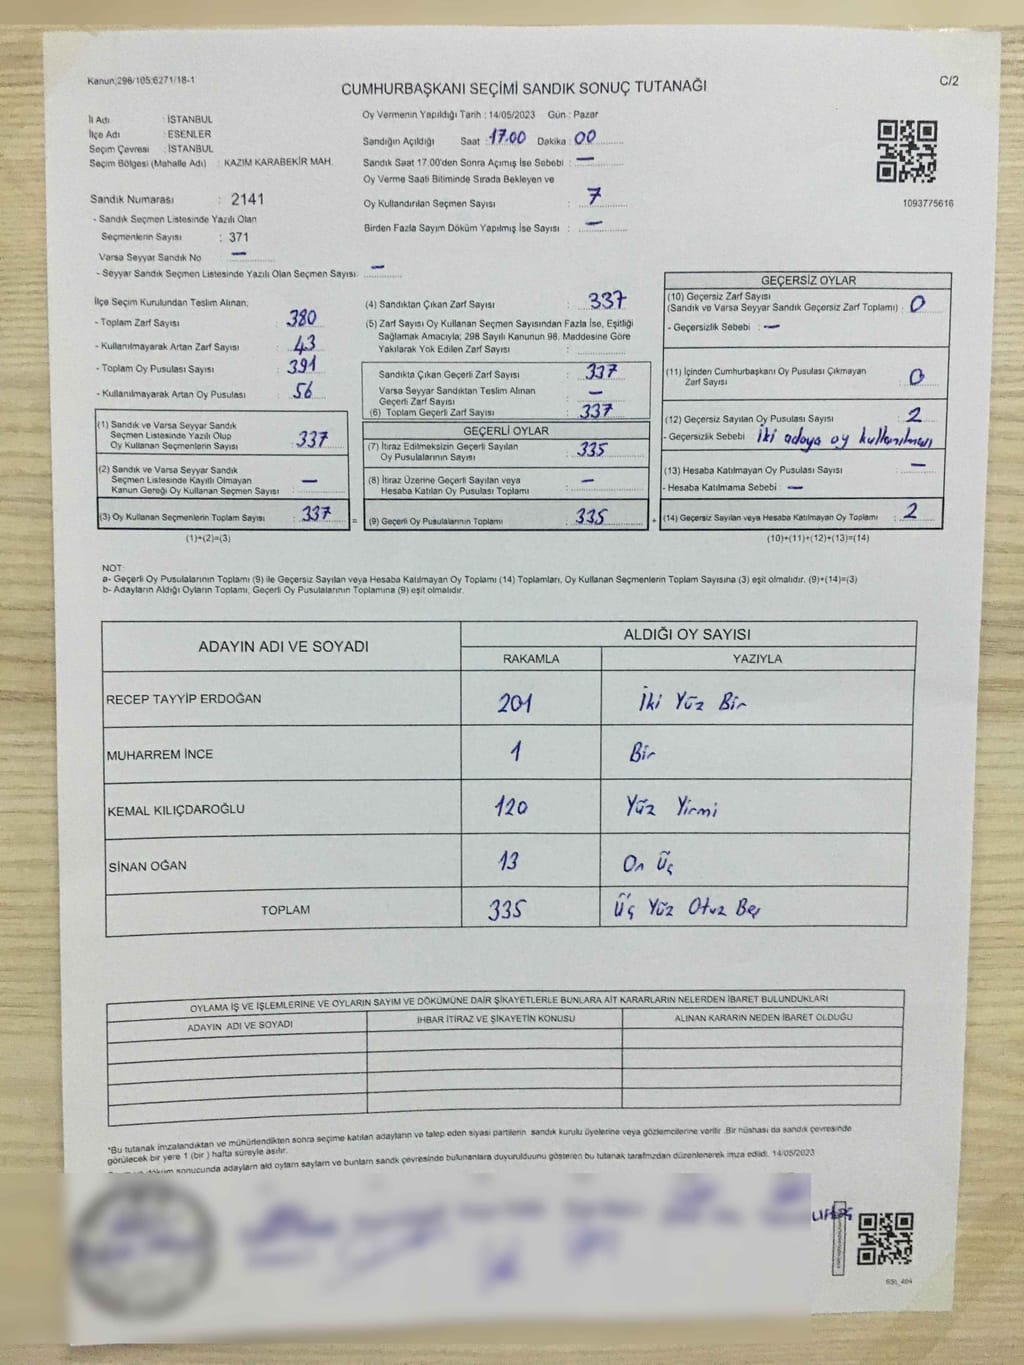 Kanun:298/105;6271/18-1
CUMHURBAŞKANI SEÇİMİ SANDIK SONUÇ TUTANAĞI
C/2
İl Adı : İSTANBUL
İlçe Adı : ESENLER
Seçim Çevresi : İSTANBUL
Seçim Bölgesi (Mahalle Adı) : KAZIM KARABEKİR MAH.
Sandık Numarası : 2141
- Sandık Seçmen Listesinde Yazılı Olan
Seçmenlerin Sayısı : 371
Varsa Seyyar Sandık No —
- Seyyar Sandık Seçmen Listesinde Yazılı Olan Seçmen Sayısı. —
Oy Vermenin Yapıldığı Tarih : 14/05/2023 Gün : Pazar
Sandığın Açıldığı Saat : 17.00 Dakika : 00
Sandık Saat 17.00'den Sonra Açımış İse Sebebi : —
Oy Verme Saati Bitiminde Sırada Bekleyen ve
Oy Kullandırılan Seçmen Sayısı : 7
Birden Fazla Sayım Döküm Yapılmış İse Sayısı : —
1093775616
İlçe Seçim Kurulundan Teslim Alınan;
- Toplam Zarf Sayısı : 380
- Kullanılmayarak Artan Zarf Sayısı : 43
- Toplam Oy Pusulası Sayısı : 391
- Kullanılmayarak Artan Oy Pusulası : 56
(1) Sandık ve Varsa Seyyar Sandık
Seçmen Listesinde Yazılı Olup
Oy Kullanan Seçmenlerin Sayısı : 337
(2) Sandık ve Varsa Seyyar Sandık
Seçmen Listesinde Kayıtlı Olmayan
Kanun Gereği Oy Kullanan Seçmen Sayısı : —
(3) Oy Kullanan Seçmenlerin Toplam Sayısı : 337
(1)+(2)=(3)
(4) Sandıktan Çıkan Zarf Sayısı : 337
(5) Zarf Sayısı Oy Kullanan Seçmen Sayısından Fazla İse, Eşitliği
Sağlamak Amacıyla; 298 Sayılı Kanunun 98. Maddesine Göre
Yakılarak Yok Edilen Zarf Sayısı :
Sandıkta Çıkan Geçerli Zarf Sayısı : 337
Varsa Seyyar Sandıktan Teslim Alınan
Geçerli Zarf Sayısı : —
(6) Toplam Geçerli Zarf Sayısı : 337
GEÇERLİ OYLAR
(7) İtiraz Edilmeksizin Geçerli Sayılan
Oy Pusulalarının Sayısı : 335
(8) İtiraz Üzerine Geçerli Sayılan veya
Hesaba Katılan Oy Pusulası Toplamı : —
= (9) Geçerli Oy Pusulalarının Toplamı : 335 +
GEÇERSİZ OYLAR
(10) Geçersiz Zarf Sayısı
(Sandık ve Varsa Seyyar Sandık Geçersiz Zarf Toplamı) : 0
- Geçersizlik Sebebi : —
(11) İçinden Cumhurbaşkanı Oy Pusulası Çıkmayan
Zarf Sayısı : 0
(12) Geçersiz Sayılan Oy Pusulası Sayısı : 2
- Geçersizlik Sebebi : İki adaya oy kullanılması
(13) Hesaba Katılmayan Oy Pusulası Sayısı : —
- Hesaba Katılmama Sebebi : —
(14) Geçersiz Sayılan veya Hesaba Katılmayan Oy Toplamı : 2
(10)+(11)+(12)+(13)=(14)
NOT:
a- Geçerli Oy Pusulalarının Toplamı (9) ile Geçersiz Sayılan veya Hesaba Katılmayan Oy Toplamı (14) Toplamları, Oy Kullanan Seçmenlerin Toplam Sayısına (3) eşit olmalıdır. (9)+(14)=(3)
b- Adayların Aldığı Oyların Toplamı, Geçerli Oy Pusulalarının Toplamına (9) eşit olmalıdır.
ADAYIN ADI VE SOYADI
ALDIĞI OY SAYISI
RAKAMLA YAZIYLA
RECEP TAYYİP ERDOĞAN 201 İki Yüz Bir
MUHARREM İNCE 1 Bir
KEMAL KILIÇDAROĞLU 120 Yüz Yirmi
SİNAN OĞAN 13 On Üç
TOPLAM 335 Üç Yüz Otuz Beş
OYLAMA İŞ VE İŞLEMLERİNE VE OYLARIN SAYIM VE DÖKÜMÜNE DAİR ŞİKAYETLERLE BUNLARA AİT KARARLARIN NELERDEN İBARET BULUNDUKLARI
ADAYIN ADI VE SOYADI İHBAR İTİRAZ VE ŞİKAYETİN KONUSU ALINAN KARARIN NEDEN İBARET OLDUĞU
*Bu tutanak imzalandıktan ve mühürlendikten sonra seçime katılan adayların ve talep eden siyasi partilerin sandık kurulu üyelerine veya gözlemcilerine verilir. Bir nüshası da sandık çevresinde
görülecek bir yere 1 (bir ) hafta süreyle asılır.
sonucunda adayların aldı oyların sayıları ve bunların sandk çevresinde bulunanlara duyurulduunu gösteren bu tutanak tarafmzdan düzenlenerek imza edildi. 14/05/2023